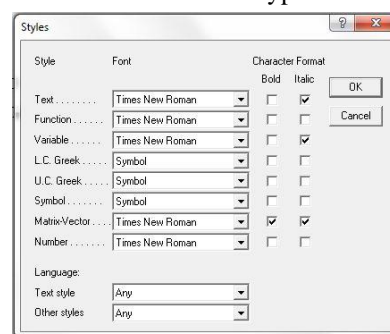 Styles
Style Font Character Format
Bold Italic
OK
Text . . . . . . . . Times New Roman
Function . . . . . . Times New Roman Cancel
Variable . . . . . . Times New Roman
L.C. Greek . . . . . Symbol
U.C. Greek . . . . . Symbol
Symbol . . . . . . . Symbol
Matrix-Vector . . . . Times New Roman
Number . . . . . . . Times New Roman
Language:
Text style Any
Other styles Any